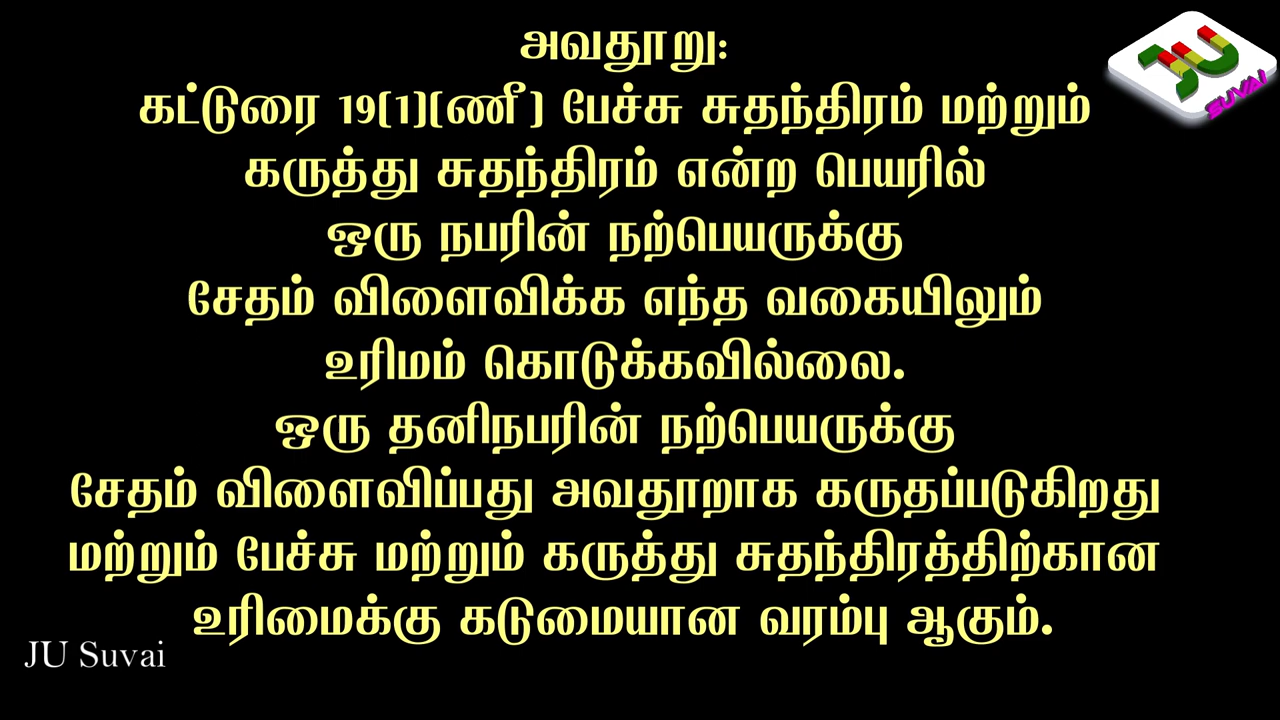 அவதூறு:
கட்டுரை 19(1)(ணீ) பேச்சு சுதந்திரம் மற்றும்
கருத்து சுதந்திரம் என்ற பெயரில்
ஒரு நபரின் நற்பெயருக்கு
சேதம் விளைவிக்க எந்த வகையிலும்
உரிமம் கொடுக்கவில்லை.
ஒரு தனிநபரின் நற்பெயருக்கு
சேதம் விளைவிப்பது அவதூறாக கருதப்படுகிறது
மற்றும் பேச்சு மற்றும் கருத்து சுதந்திரத்திற்கான
உரிமைக்கு கடுமையான வரம்பு ஆகும்.
JU Suvai
JU
SUVAI